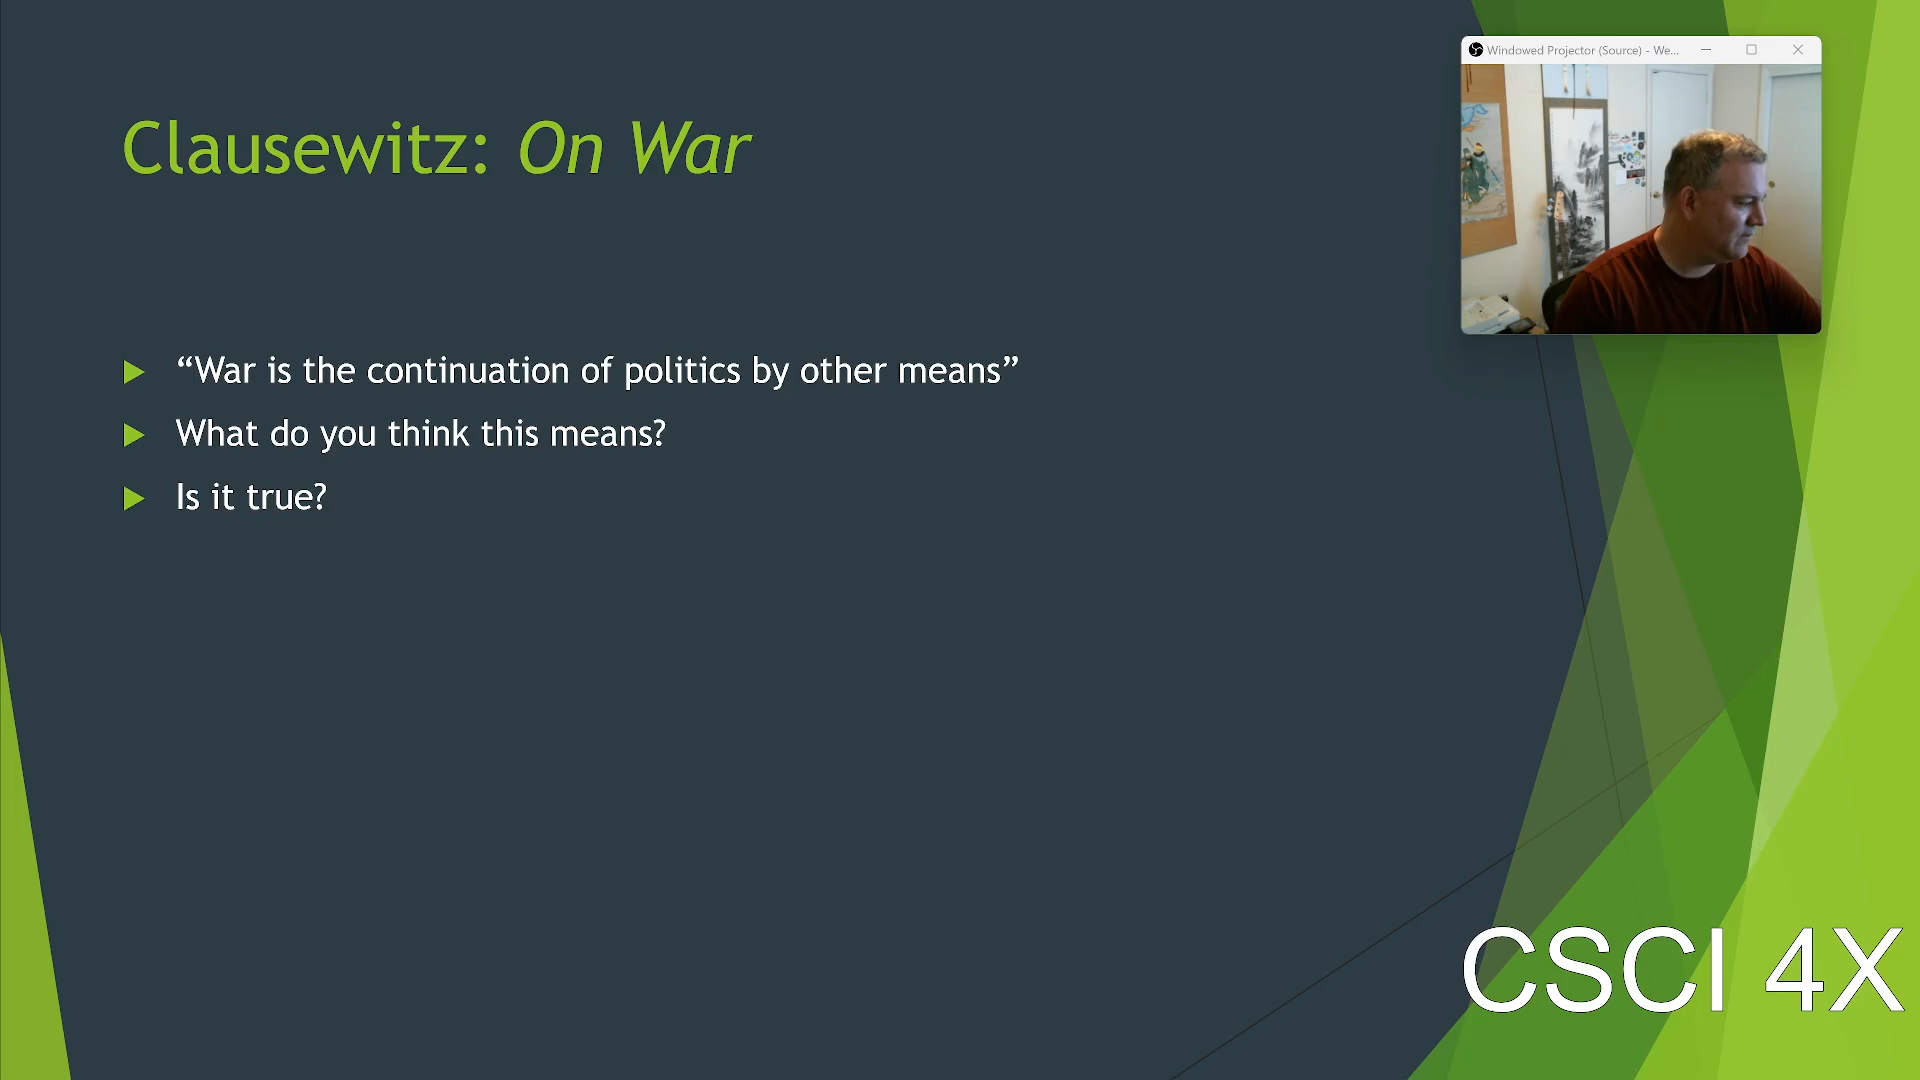 Windowed Projector (Source) - We...
Clausewitz: On War
“War is the continuation of politics by other means”
What do you think this means?
Is it true?
CSCI 4X